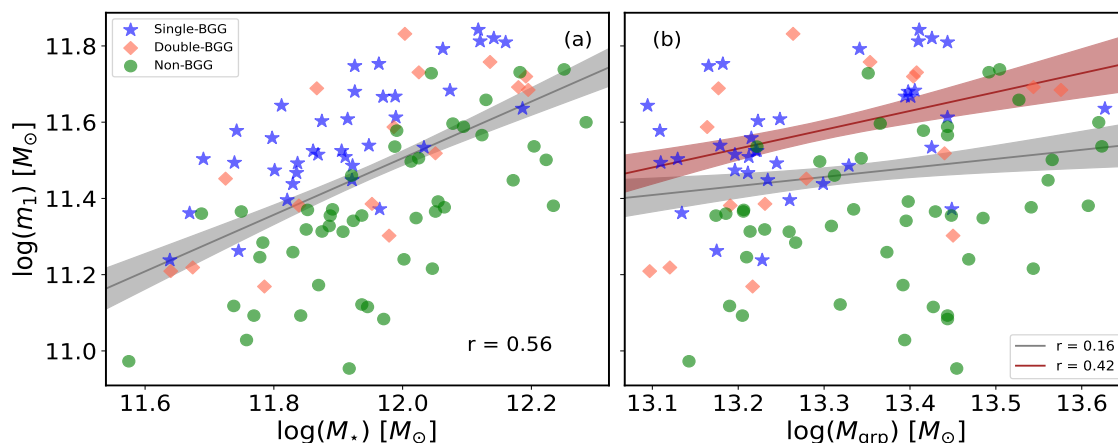 Single-BGG
Double-BGG
Non-BGG
(a)
(b)
r = 0.56
r = 0.16
r = 0.42
log(m₁) [M⊙]
11.8
11.6
11.4
11.2
11.0
11.6 11.8 12.0 12.2
13.1 13.2 13.3 13.4 13.5 13.6
log(M⋆) [M⊙]
log(Mgrp) [M⊙]